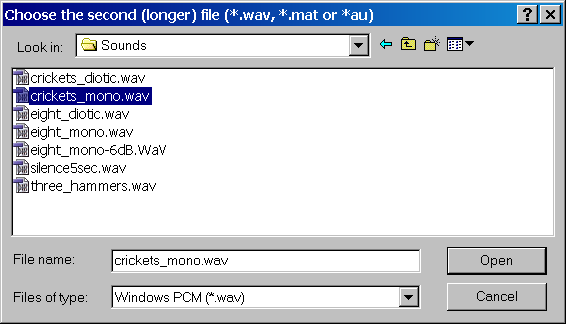 Choose the second (longer) file (*.wav, *.mat or *au)
Look in: Sounds
crickets_diotic.wav
crickets_mono.wav
eight_diotic.wav
eight_mono.wav
eight_mono-6dB.WaV
silence5sec.wav
three_hammers.wav
File name: crickets_mono.wav Open
Files of type: Windows PCM (*.wav) Cancel